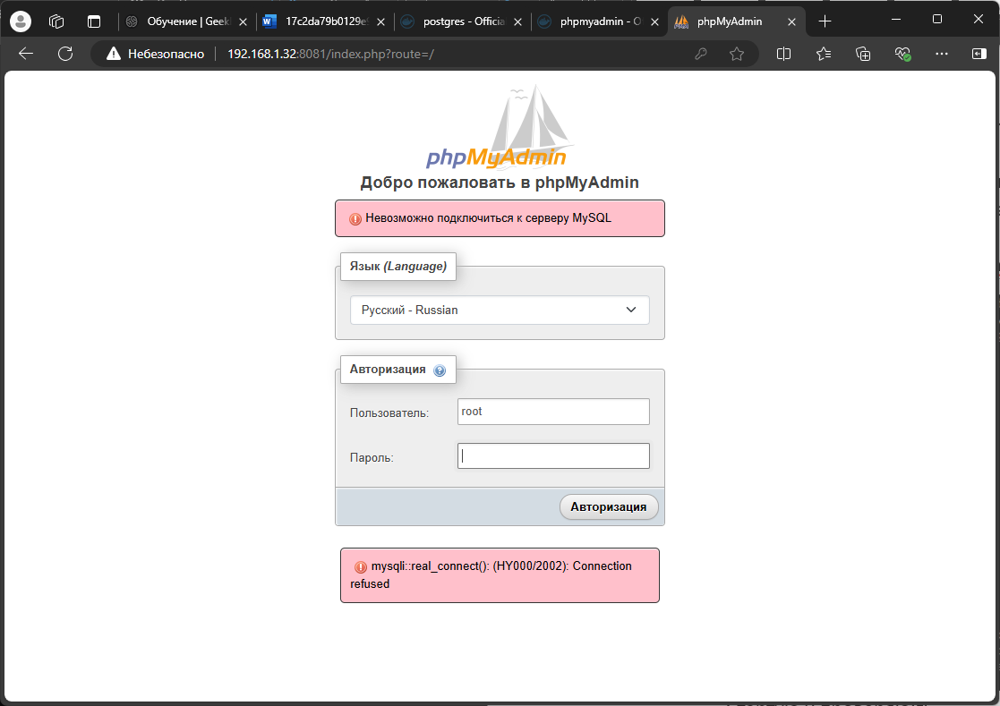 Обучение | Geek
17c2da79b0129e
postgres - Officia
phpmyadmin - O
phpMyAdmin
Небезопасно
192.168.1.32:8081/index.php?route=/
phpMyAdmin
Добро пожаловать в phpMyAdmin
Невозможно подключиться к серверу MySQL
Язык (Language)
Русский - Russian
Авторизация
Пользователь:
root
Пароль:
Авторизация
mysqli::real_connect(): (HY000/2002): Connection
refused